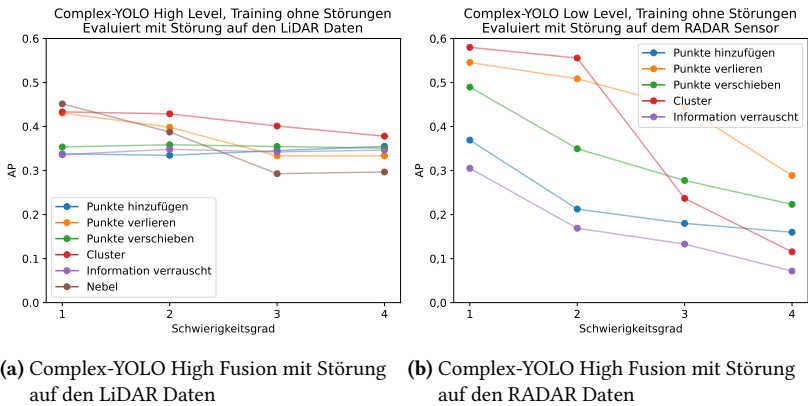 Complex-YOLO High Level, Training ohne Störungen
Evaluiert mit Störung auf den LiDAR Daten
0.6
0.5
0.4
0.3
0.2
0.1
0.0
AP
Punkte hinzufügen
Punkte verlieren
Punkte verschieben
Cluster
Information verrauscht
Nebel
1 2 3 4
Schwierigkeitsgrad
Complex-YOLO Low Level, Training ohne Störungen
Evaluiert mit Störung auf dem RADAR Sensor
0,6
0,5
0,4
0,3
0,2
0,1
0,0
AP
Punkte hinzufügen
Punkte verlieren
Punkte verschieben
Cluster
Information verrauscht
1 2 3 4
Schwierigkeitsgrad
(a) Complex-YOLO High Fusion mit Störung
auf den LiDAR Daten
(b) Complex-YOLO High Fusion mit Störung
auf den RADAR Daten